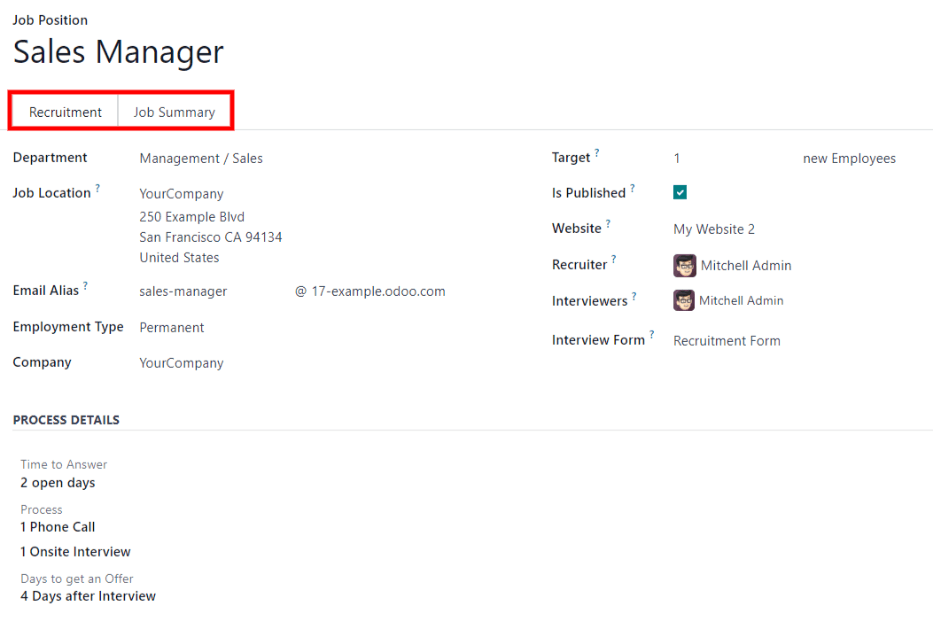 Job Position
Sales Manager
Recruitment Job Summary
Department Management / Sales
Job Location ? YourCompany
250 Example Blvd
San Francisco CA 94134
United States
Email Alias ? sales-manager @ 17-example.odoo.com
Employment Type Permanent
Company YourCompany
Target ? 1 new Employees
Is Published ?
Website ? My Website 2
Recruiter ? Mitchell Admin
Interviewers ? Mitchell Admin
Interview Form ? Recruitment Form
PROCESS DETAILS
Time to Answer
2 open days
Process
1 Phone Call
1 Onsite Interview
Days to get an Offer
4 Days after Interview